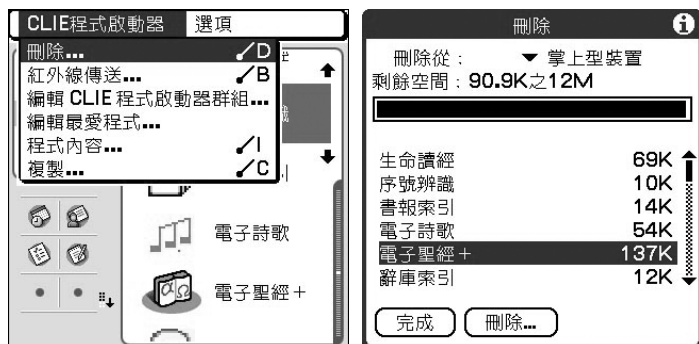 CLIE程式啟動器 選項
刪除... ✓D
紅外線傳送... ✓B
編輯 CLIE 程式啟動器群組...
編輯最愛程式...
程式內容... ✓I
複製... ✓C
電子詩歌
電子聖經＋
刪除
刪除從： ▼ 掌上型裝置
剩餘空間：90.9K之12M
生命讀經 69K
序號辨識 10K
書報索引 14K
電子詩歌 54K
電子聖經＋ 137K
辭庫索引 12K
完成 刪除...